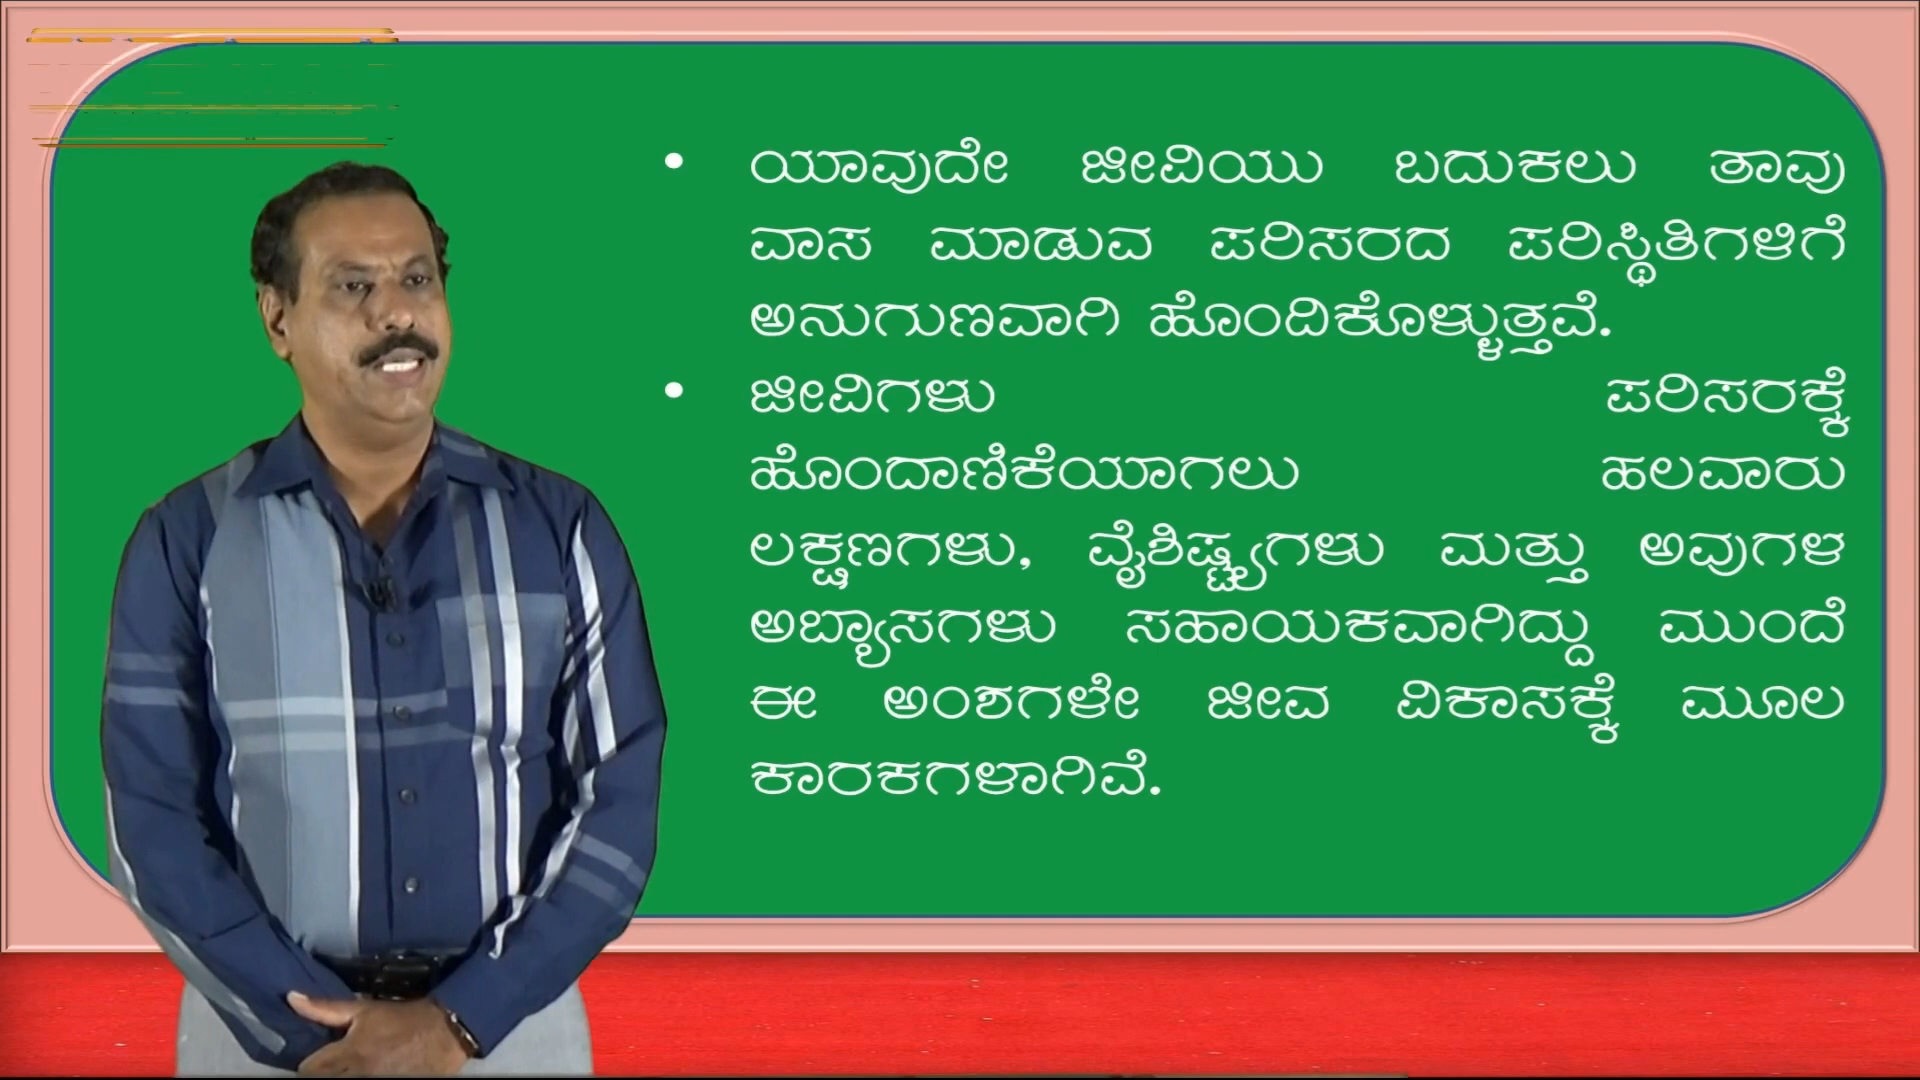 • ಯಾವುದೇ ಜೀವಿಯು ಬದುಕಲು ತಾವು
ವಾಸ ಮಾಡುವ ಪರಿಸರದ ಪರಿಸ್ಥಿತಿಗಳಿಗೆ
ಅನುಗುಣವಾಗಿ ಹೊಂದಿಕೊಳ್ಳುತ್ತವೆ.
• ಜೀವಿಗಳು ಪರಿಸರಕ್ಕೆ
ಹೊಂದಾಣಿಕೆಯಾಗಲು ಹಲವಾರು
ಲಕ್ಷಣಗಳು, ವೈಶಿಷ್ಟ್ಯಗಳು ಮತ್ತು ಅವುಗಳ
ಅಬ್ಯಾಸಗಳು ಸಹಾಯಕವಾಗಿದ್ದು ಮುಂದೆ
ಈ ಅಂಶಗಳೇ ಜೀವ ವಿಕಾಸಕ್ಕೆ ಮೂಲ
ಕಾರಕಗಳಾಗಿವೆ.